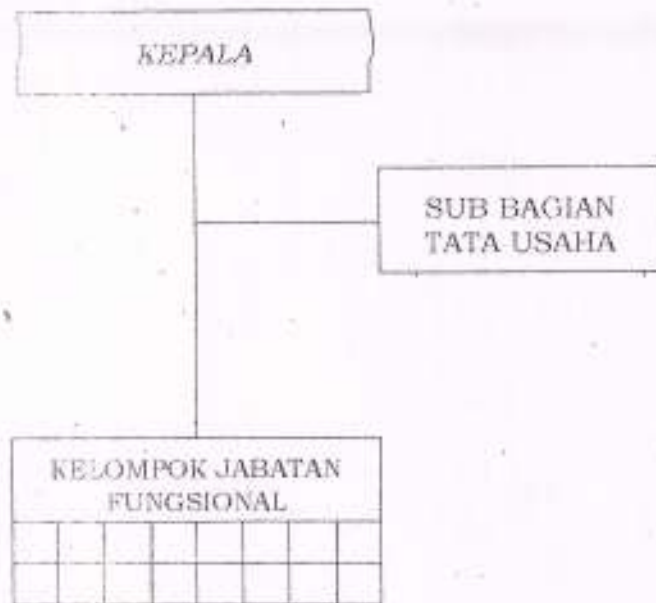 KEPALA
SUB BAGIAN
TATA USAHA
KELOMPOK JABATAN
FUNGSIONAL